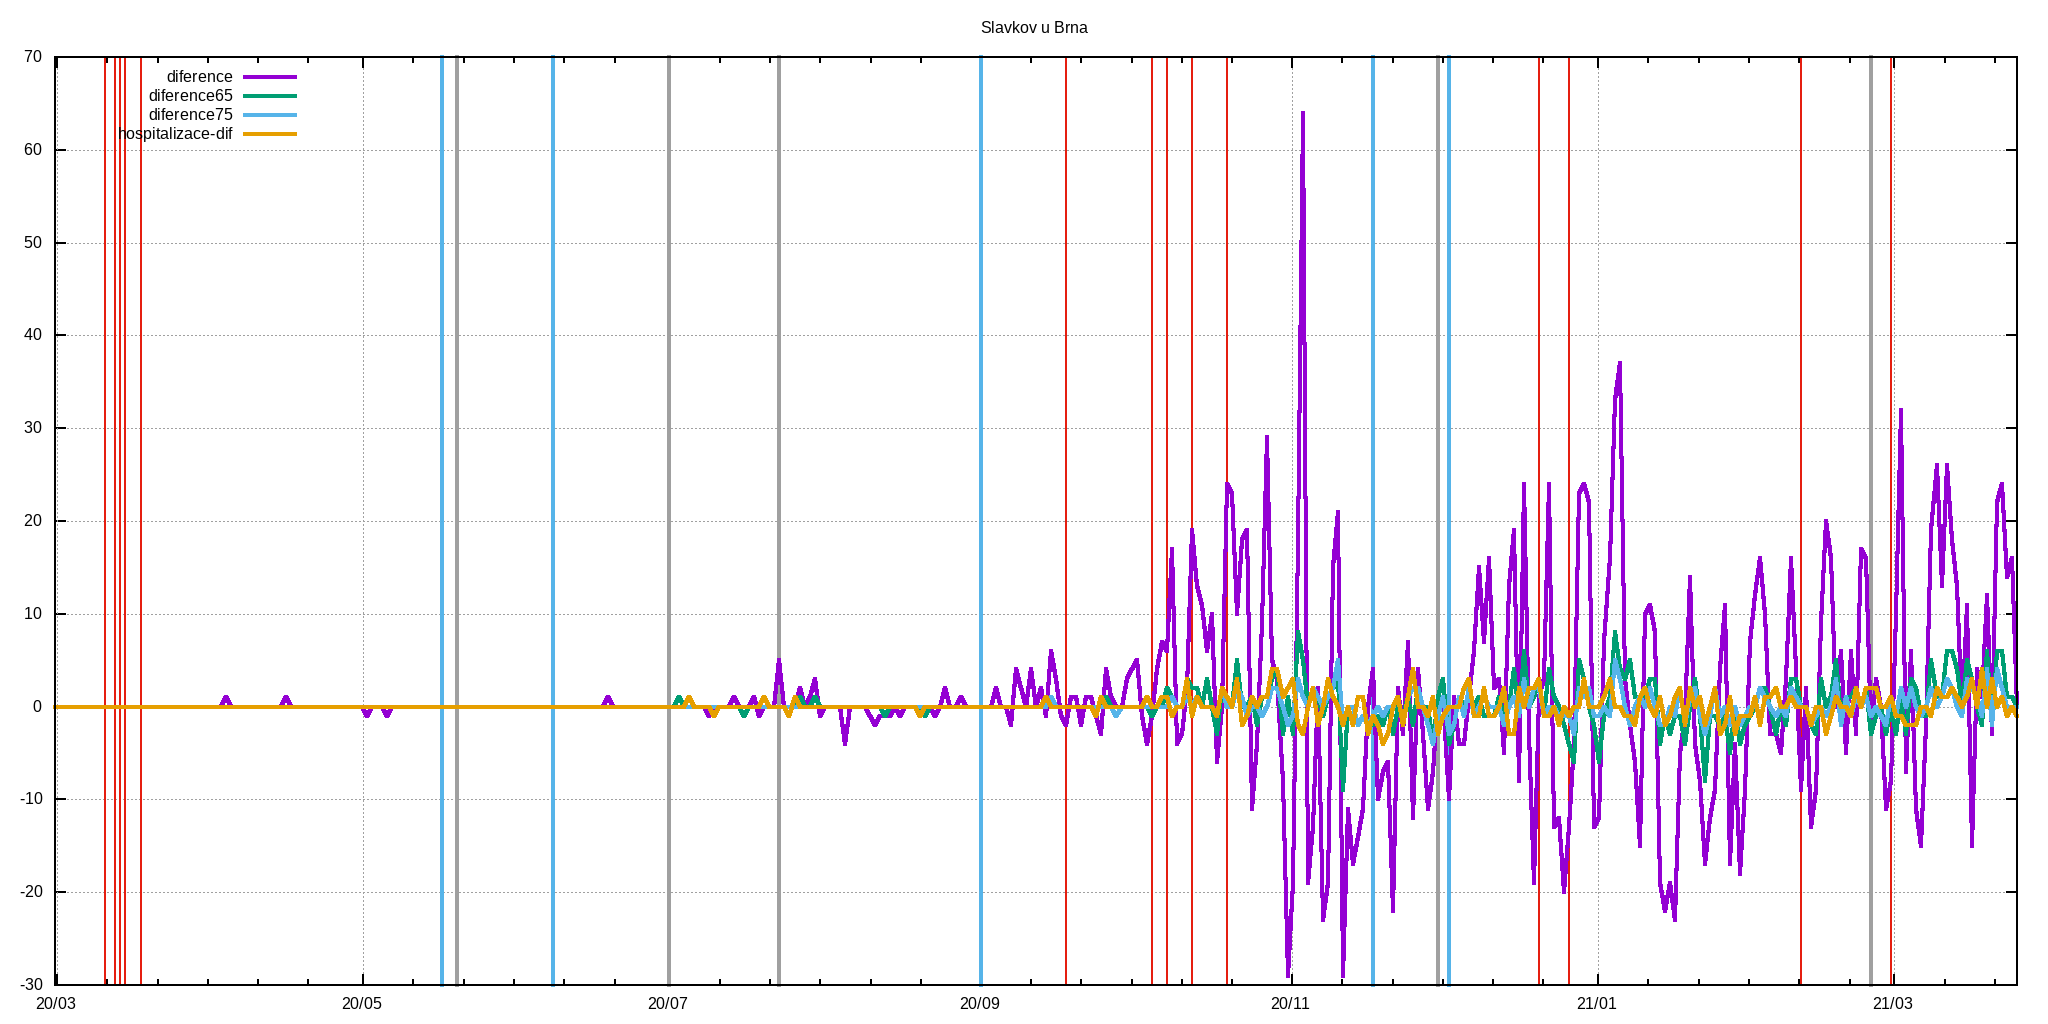 Slavkov u Brna
70
60
50
40
30
20
10
0
-10
-20
-30
diference
diference65
diference75
hospitalizace-dif
20/03 20/05 20/07 20/09 20/11 21/01 21/03